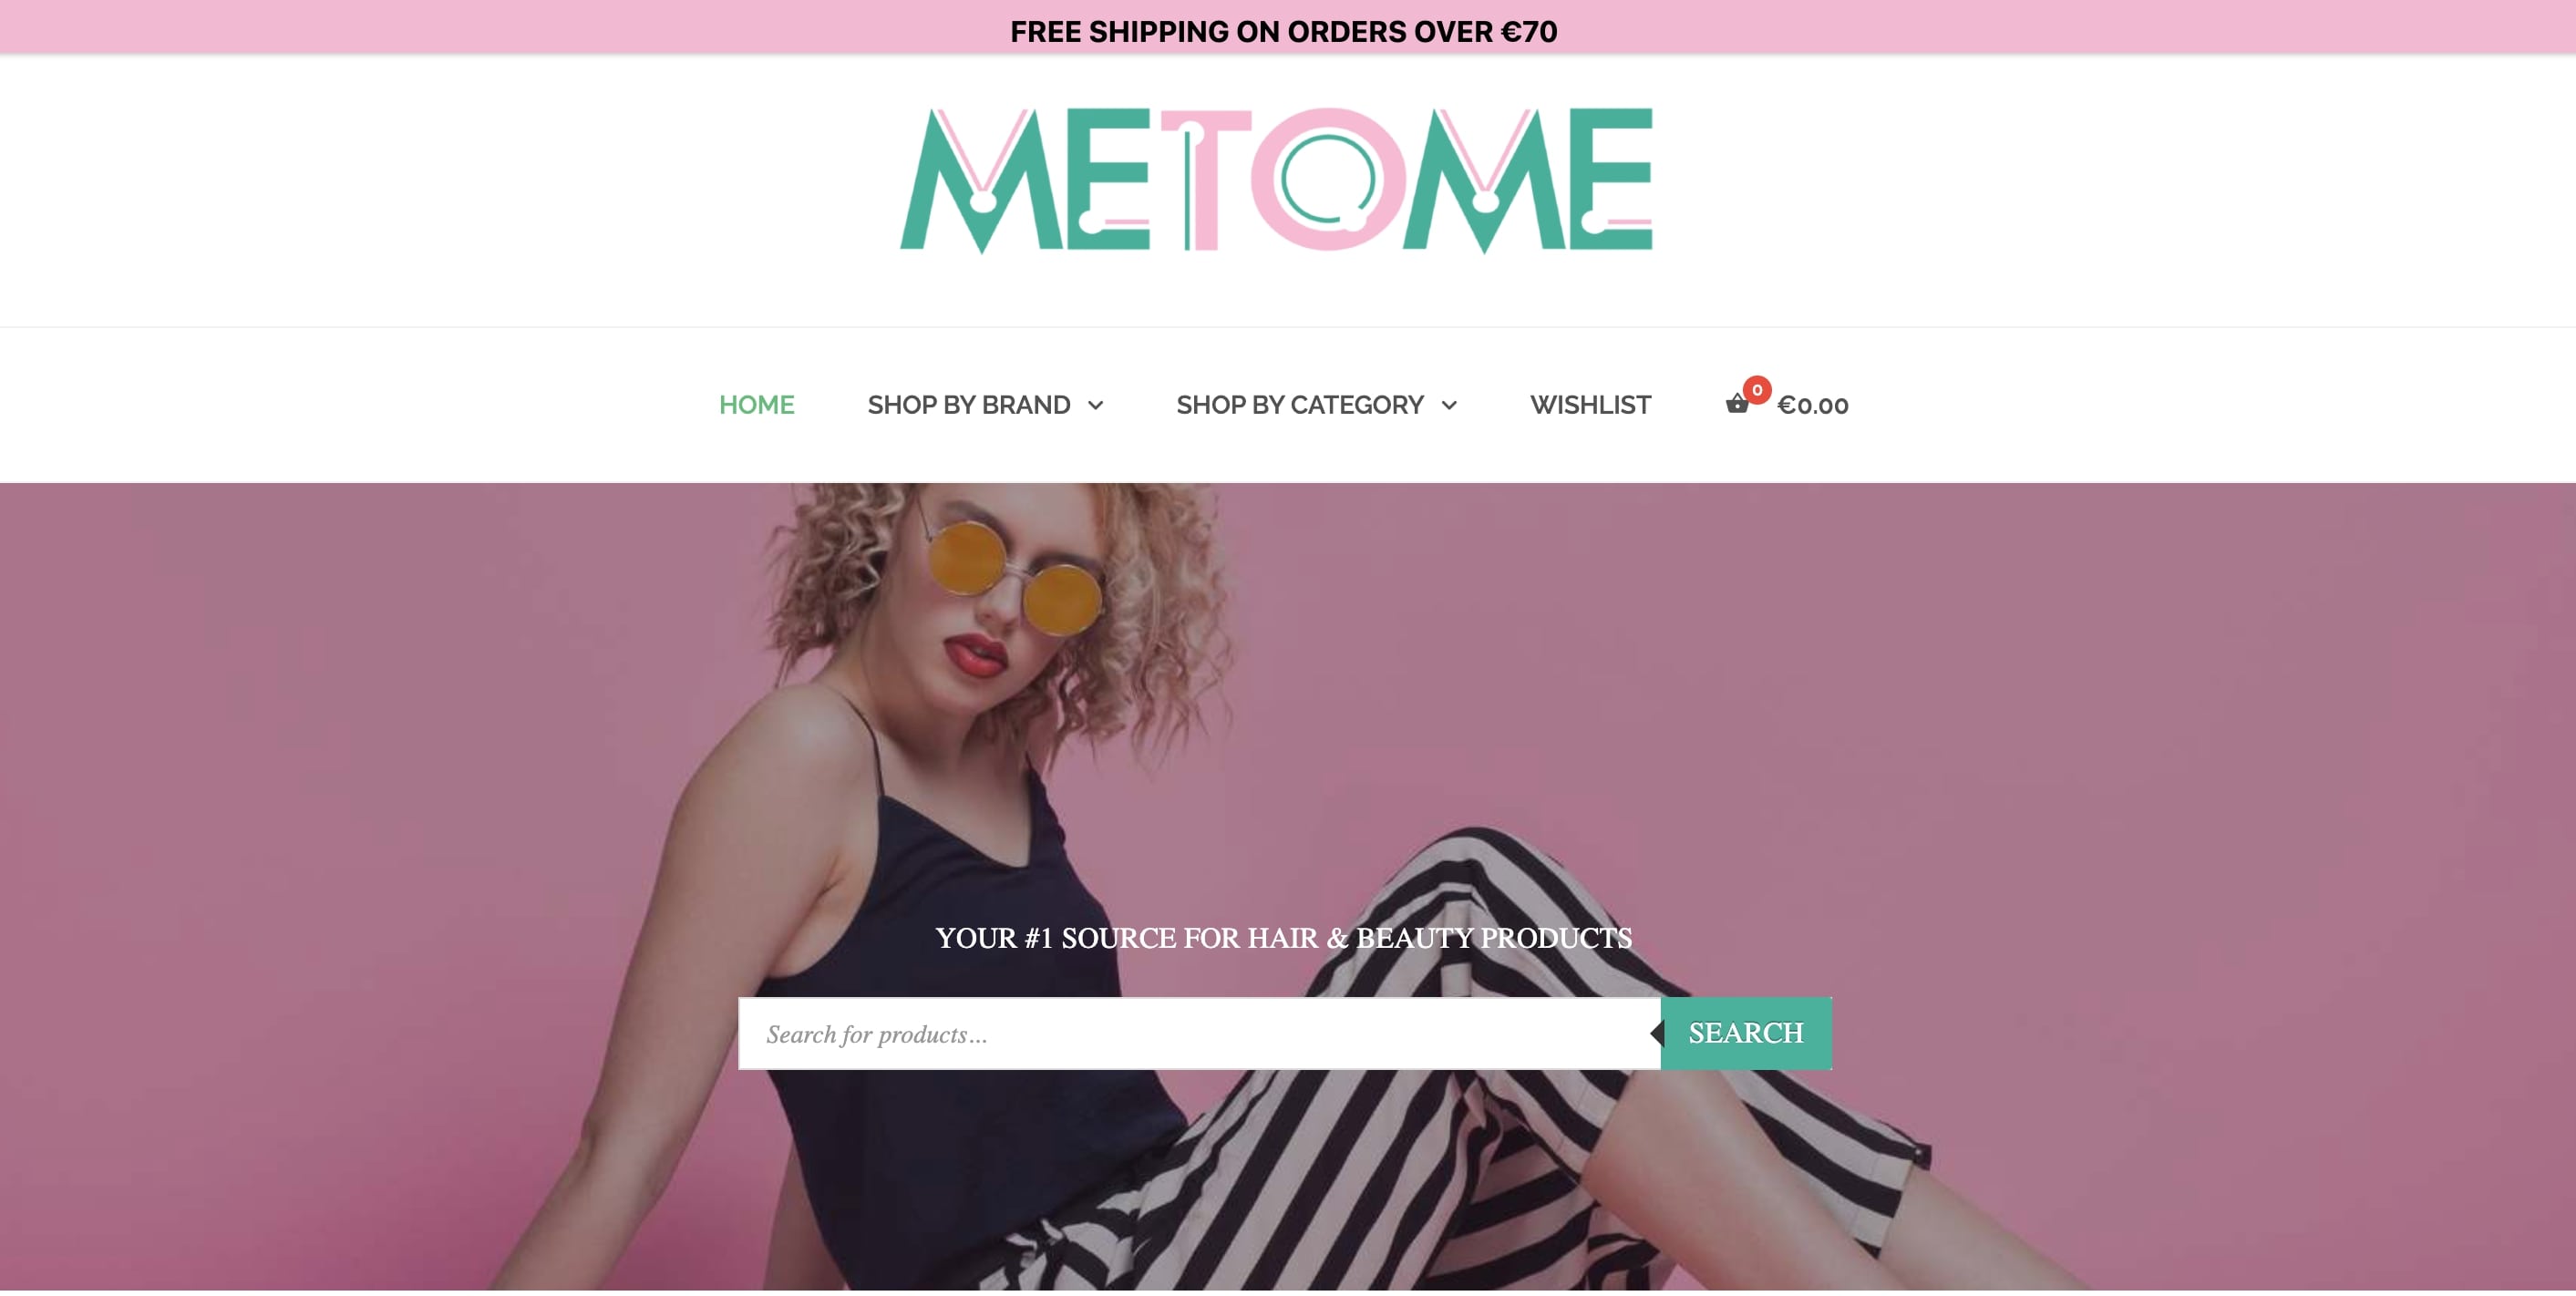 FREE SHIPPING ON ORDERS OVER €70
METOME
HOME SHOP BY BRAND SHOP BY CATEGORY WISHLIST 0 €0.00
YOUR #1 SOURCE FOR HAIR & BEAUTY PRODUCTS
Search for products... SEARCH